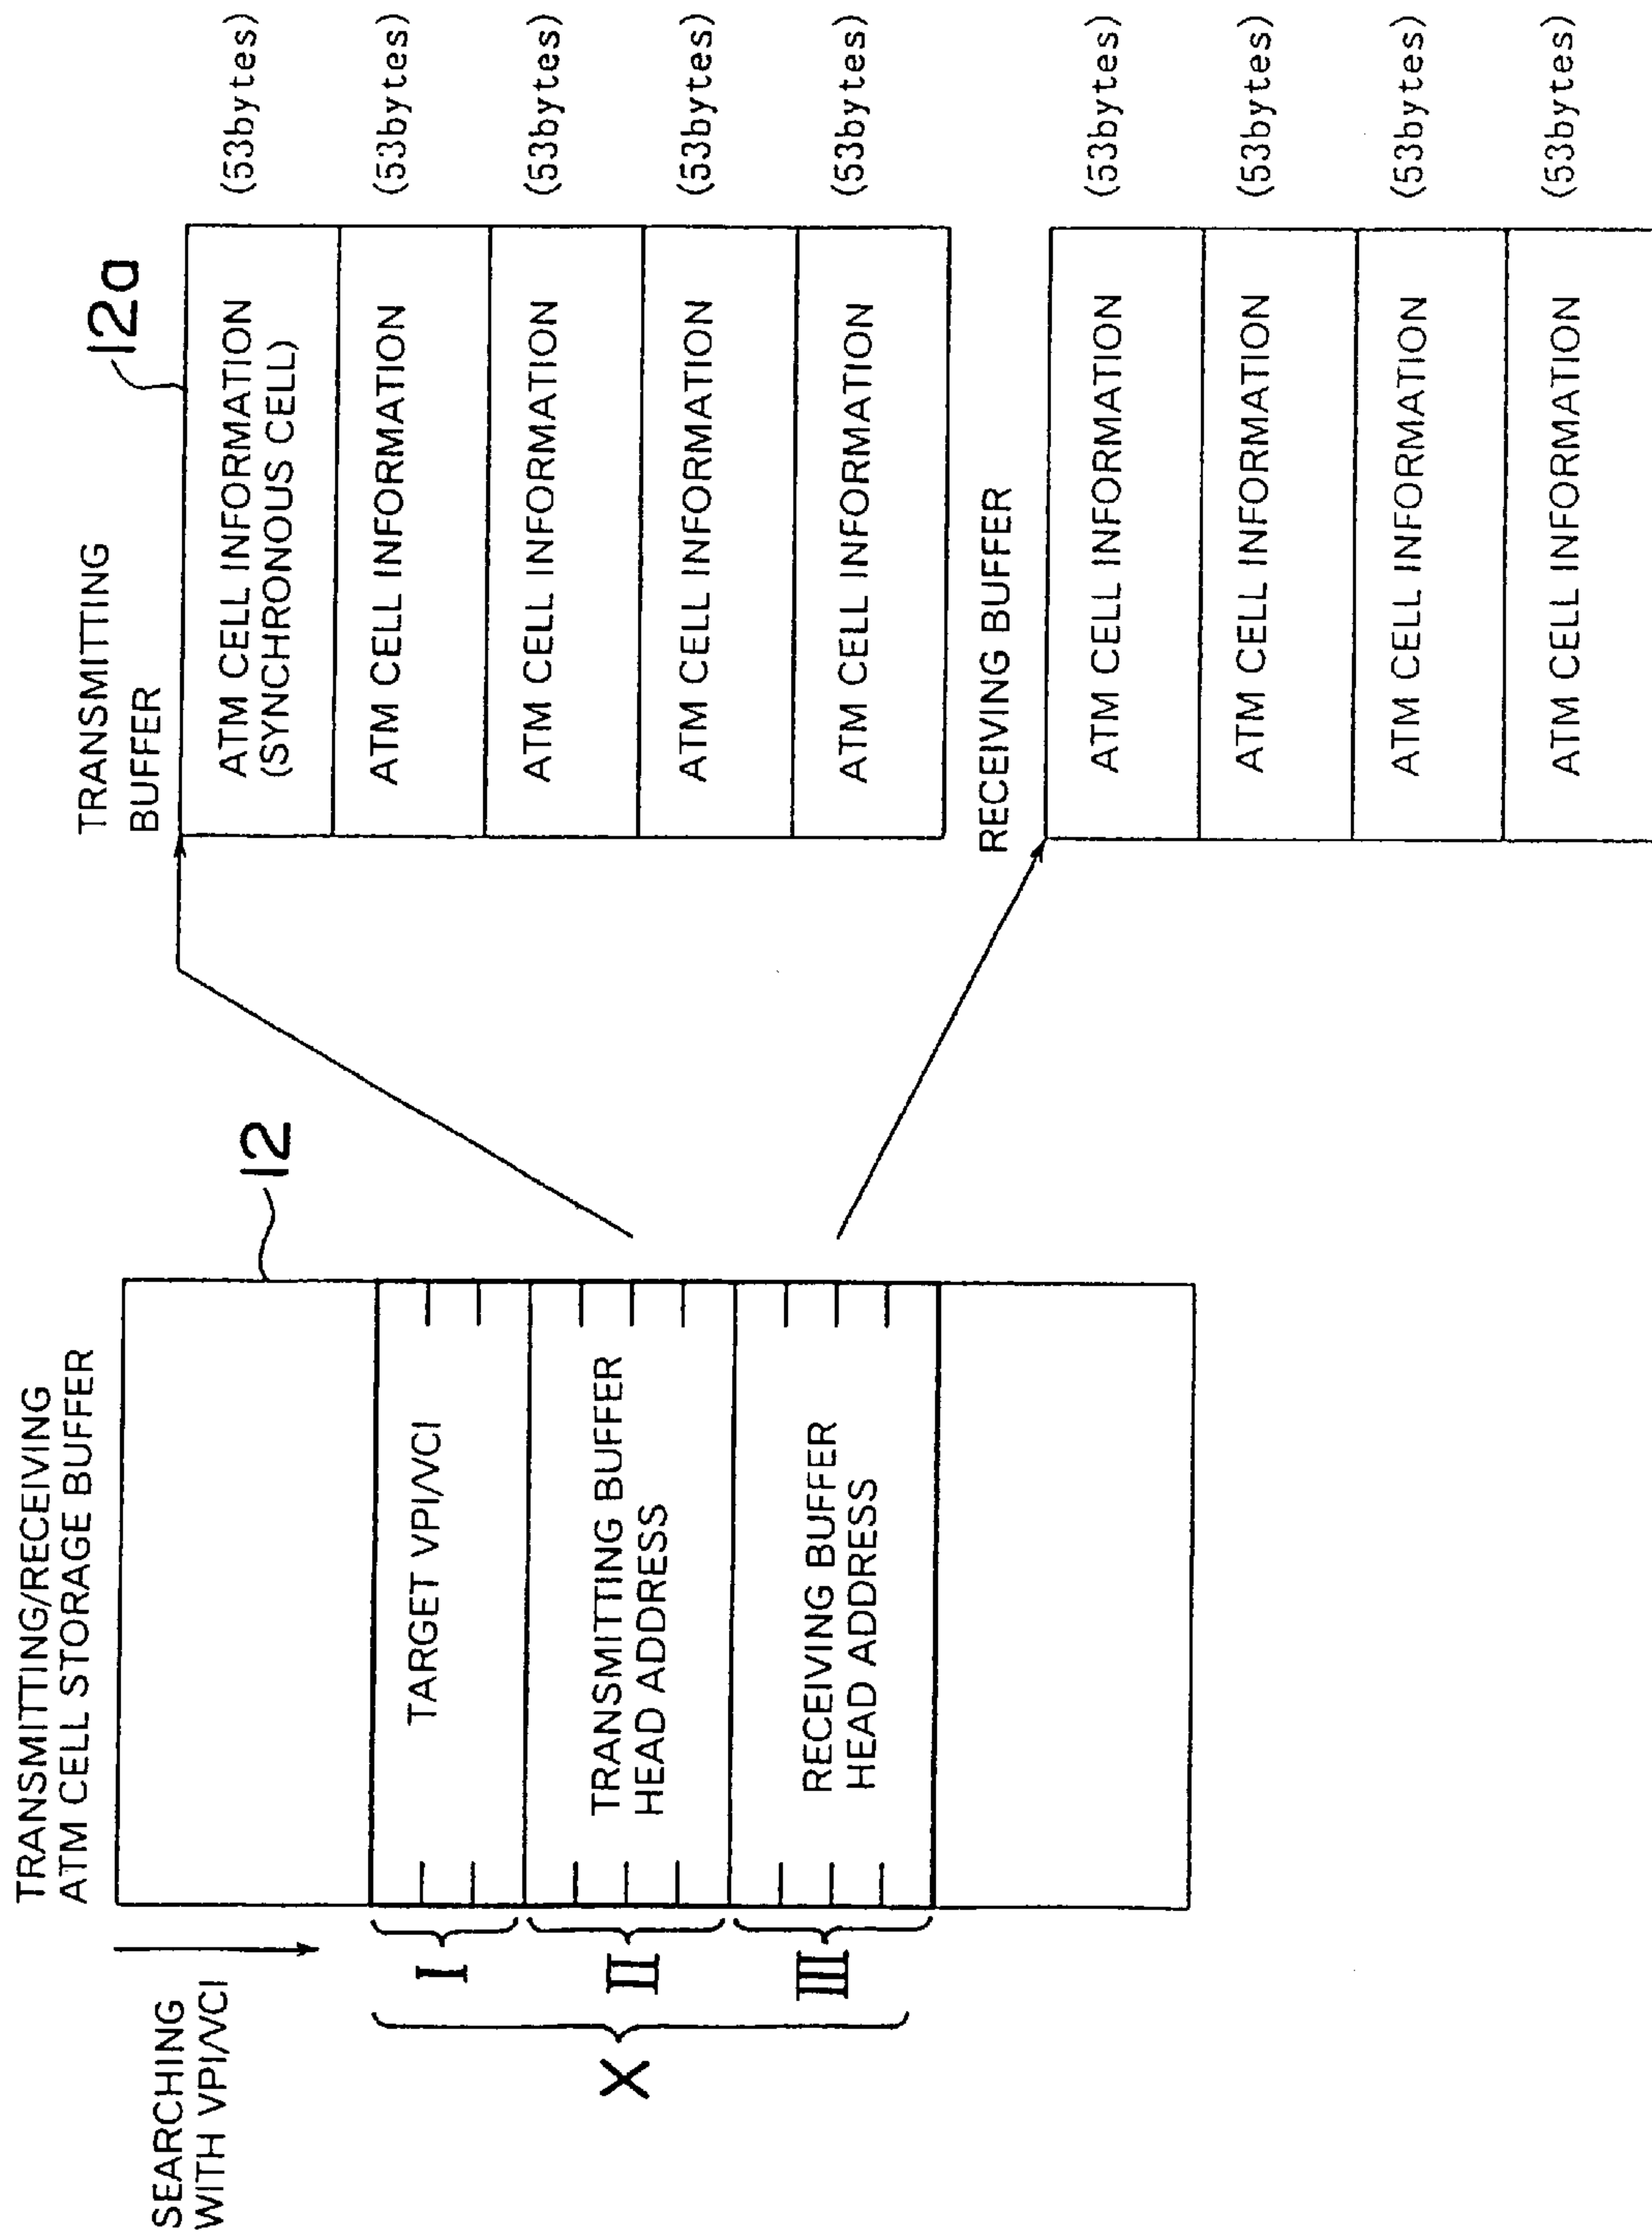 TRANSMITTING/RECEIVING
ATM CELL STORAGE BUFFER
12
SEARCHING
WITH VPI/VCI
X
I
II
III
TARGET VPI/VCI
TRANSMITTING BUFFER
HEAD ADDRESS
RECEIVING BUFFER
HEAD ADDRESS
TRANSMITTING
BUFFER
12a
ATM CELL INFORMATION
(SYNCHRONOUS CELL)
(53bytes)
ATM CELL INFORMATION
(53bytes)
ATM CELL INFORMATION
(53bytes)
ATM CELL INFORMATION
(53bytes)
ATM CELL INFORMATION
(53bytes)
RECEIVING BUFFER
ATM CELL INFORMATION
(53bytes)
ATM CELL INFORMATION
(53bytes)
ATM CELL INFORMATION
(53bytes)
ATM CELL INFORMATION
(53bytes)